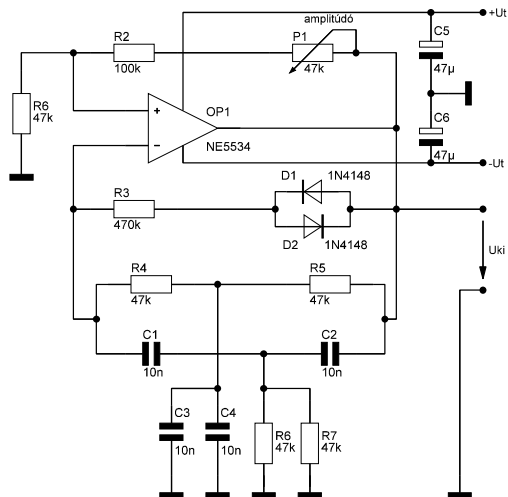 amplitúdó
+Ut
R2
P1
C5
100k
47k
47µ
R6
47k
OP1
+
−
NE5534
C6
47µ
-Ut
R3
470k
D1
1N4148
D2
1N4148
Uki
R4
47k
R5
47k
C1
10n
C2
10n
C3
10n
C4
10n
R6
47k
R7
47k